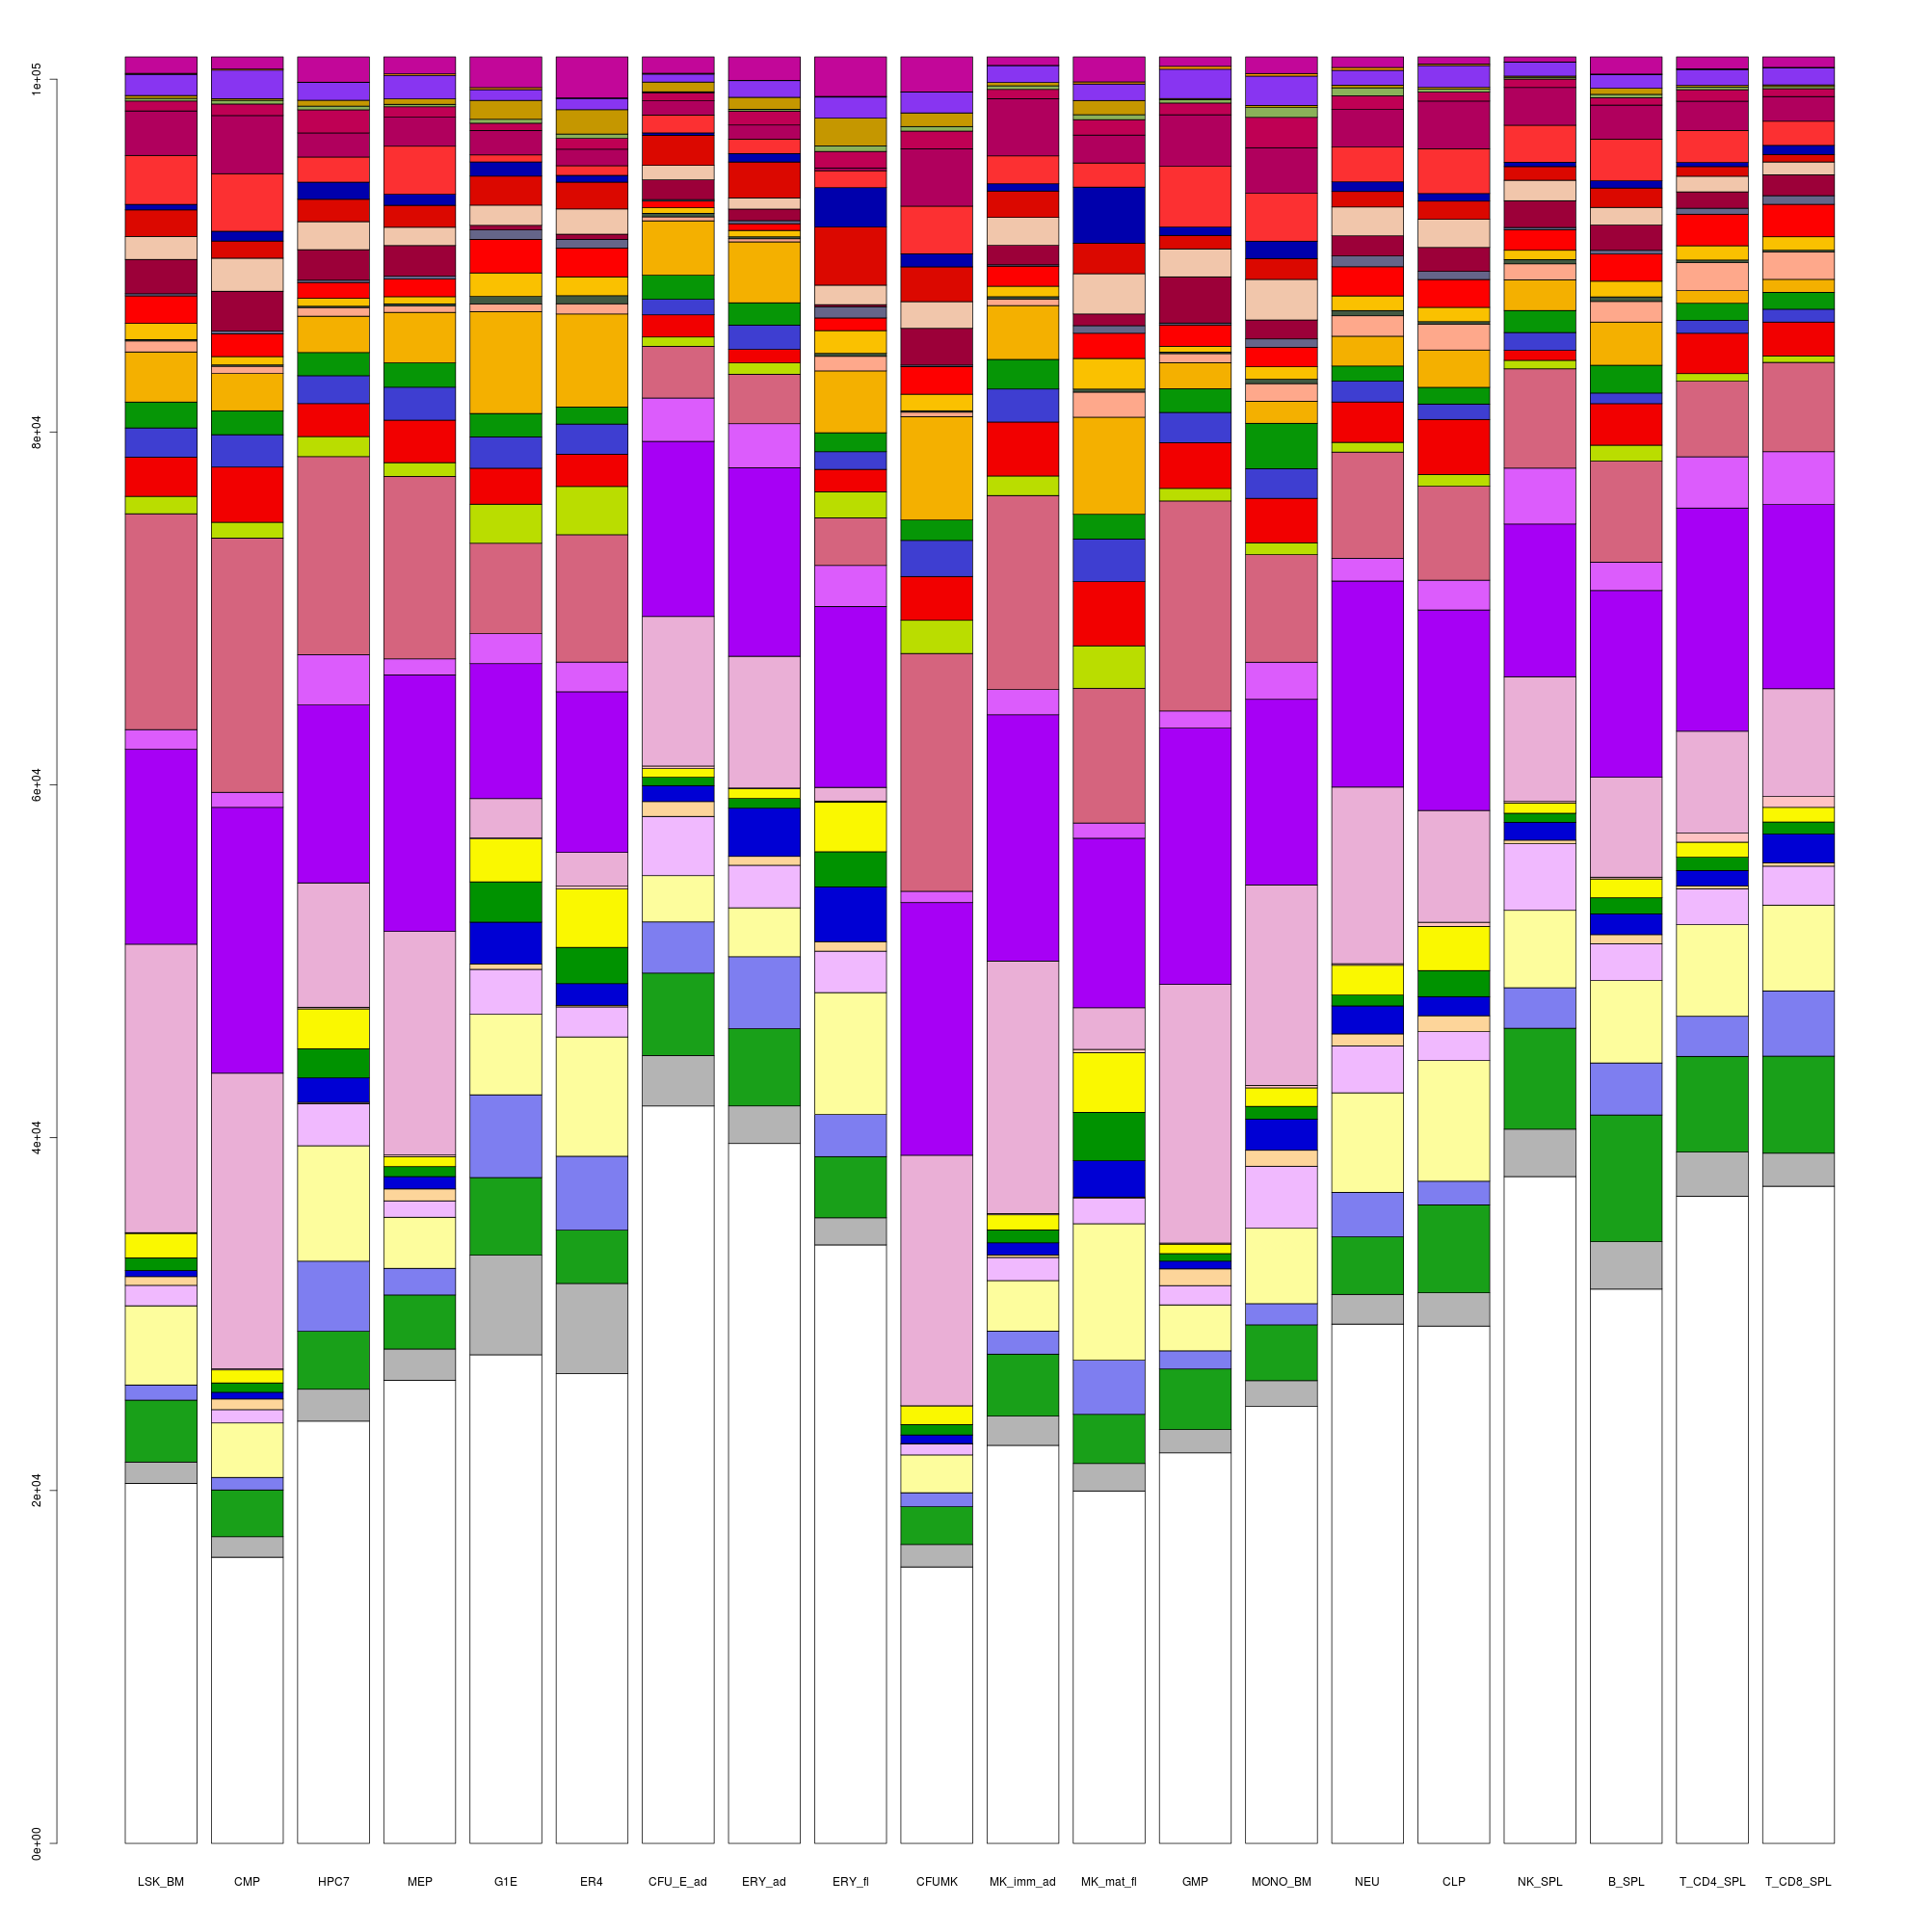 1e+05
8e+04
6e+04
4e+04
2e+04
0e+00
LSK_BM CMP HPC7 MEP G1E ER4 CFU_E_ad ERY_ad ERY_fl CFUMK MK_imm_ad MK_mat_fl GMP MONO_BM NEU CLP NK_SPL B_SPL T_CD4_SPL T_CD8_SPL